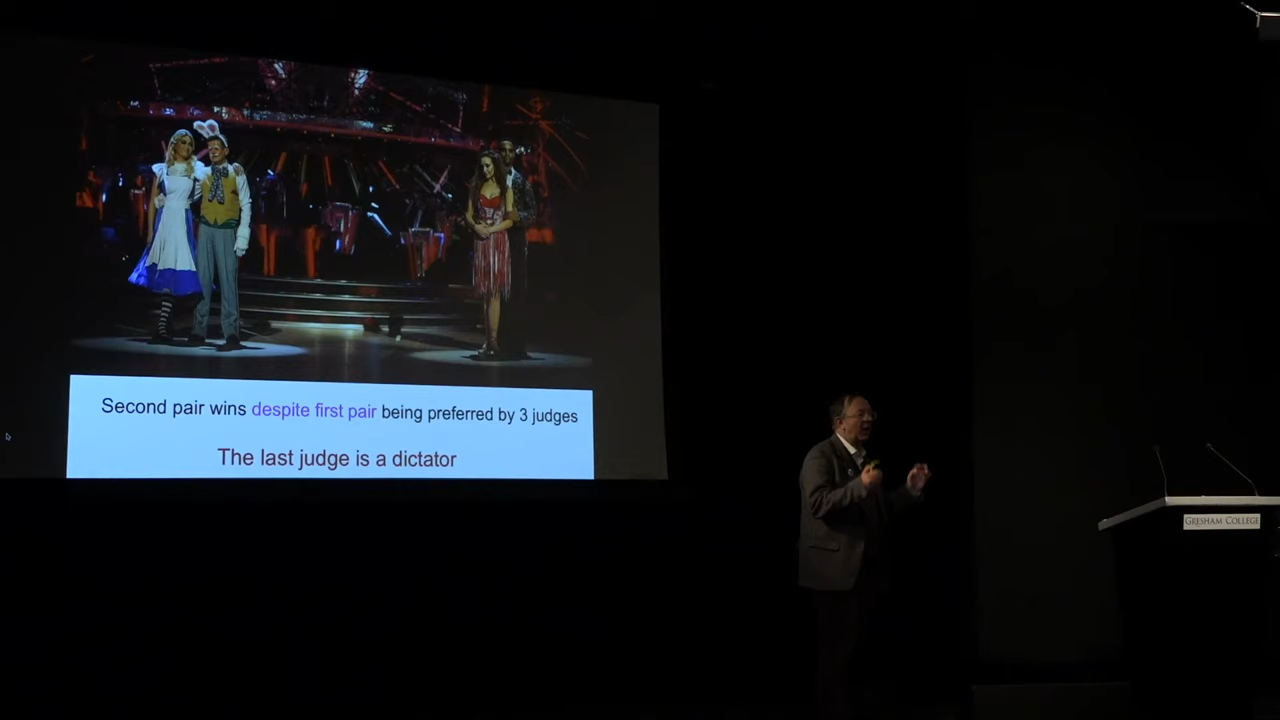 Second pair wins despite first pair being preferred by 3 judges
The last judge is a dictator
GRESHAM COLLEGE